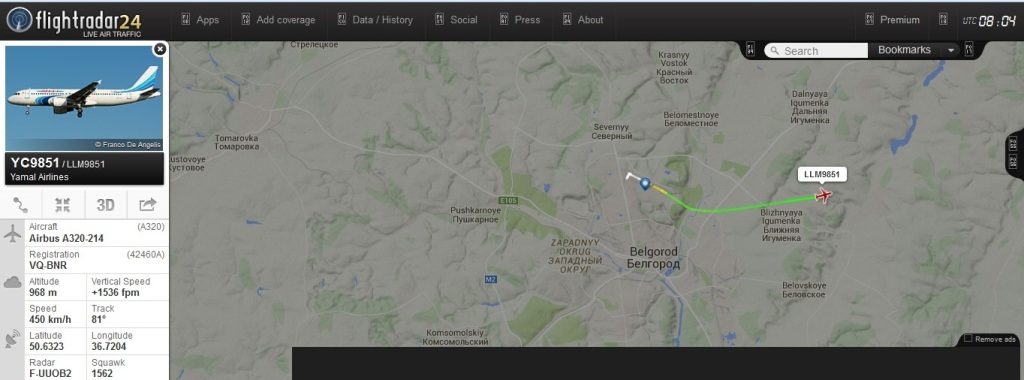 flightradar24
LIVE AIR TRAFFIC
Apps
Add coverage
Data / History
Social
Press
About
Premium
UTC 08:04
Search
Bookmarks
© Franco De Angelis
YC9851 / LLM9851
Yamal Airlines
3D
Aircraft (A320)
Airbus A320-214
Registration (42460A)
VQ-BNR
Altitude Vertical Speed
968 m +1536 fpm
Speed Track
450 km/h 81°
Latitude Longitude
50.6323 36.7204
Radar Squawk
F-UUOB2 1562
Стрелецкое
Tomarovka
Томаровка
Пustovoye
Кустовое
Krasny
Vostok
Красный
Восток
Severnyy
Северный
Belomestnoye
Беломестное
Dalnyaya
Igumenka
Дальняя
Игуменка
LLM9851
E105
Pushkarnoye
Пушкарное
Blizhnyaya
Igumenka
Ближняя
Игуменка
ZAPADNYY
OKRUG
ЗАПАДНЫЙ
ОКРУГ
Belgorod
Белгород
M2
Belovskoye
Беловское
Komsomolskiy
Комсомольский
Remove ads